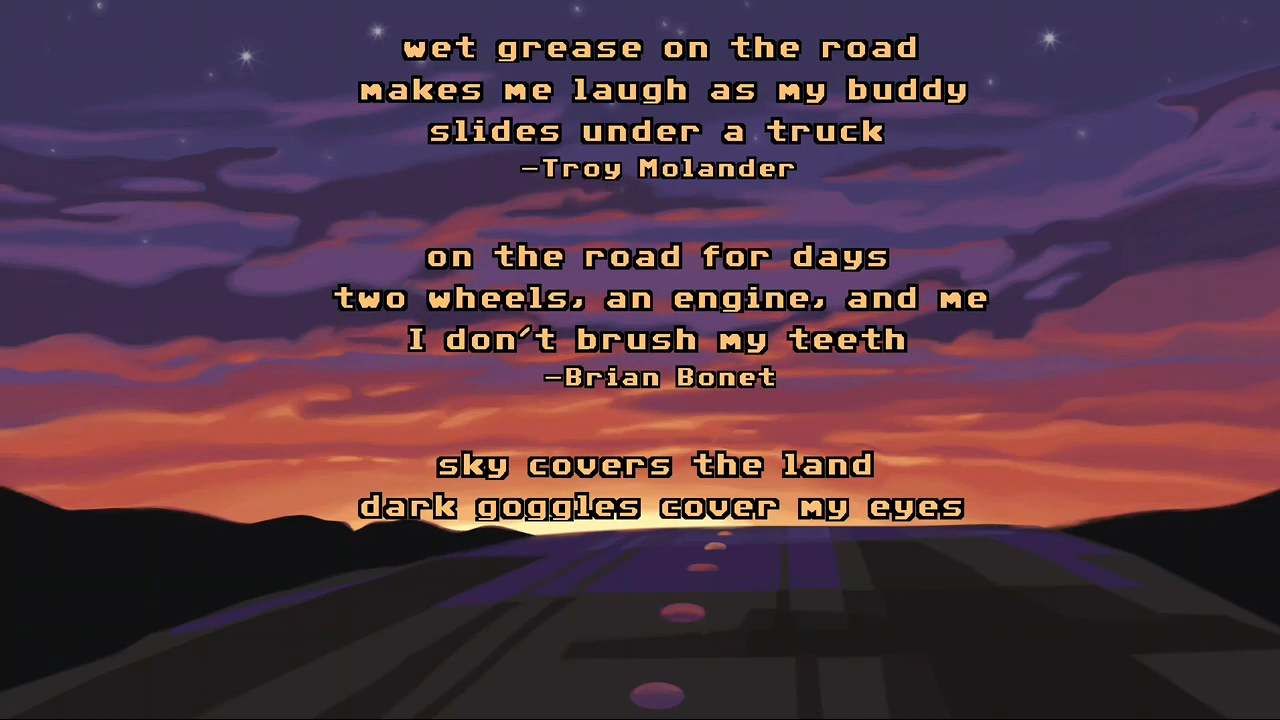 wet grease on the road
makes me laugh as my buddy
slides under a truck
-Troy Molander
on the road for days
two wheels, an engine, and me
I don't brush my teeth
-Brian Bonet
sky covers the land
dark goggles cover my eyes